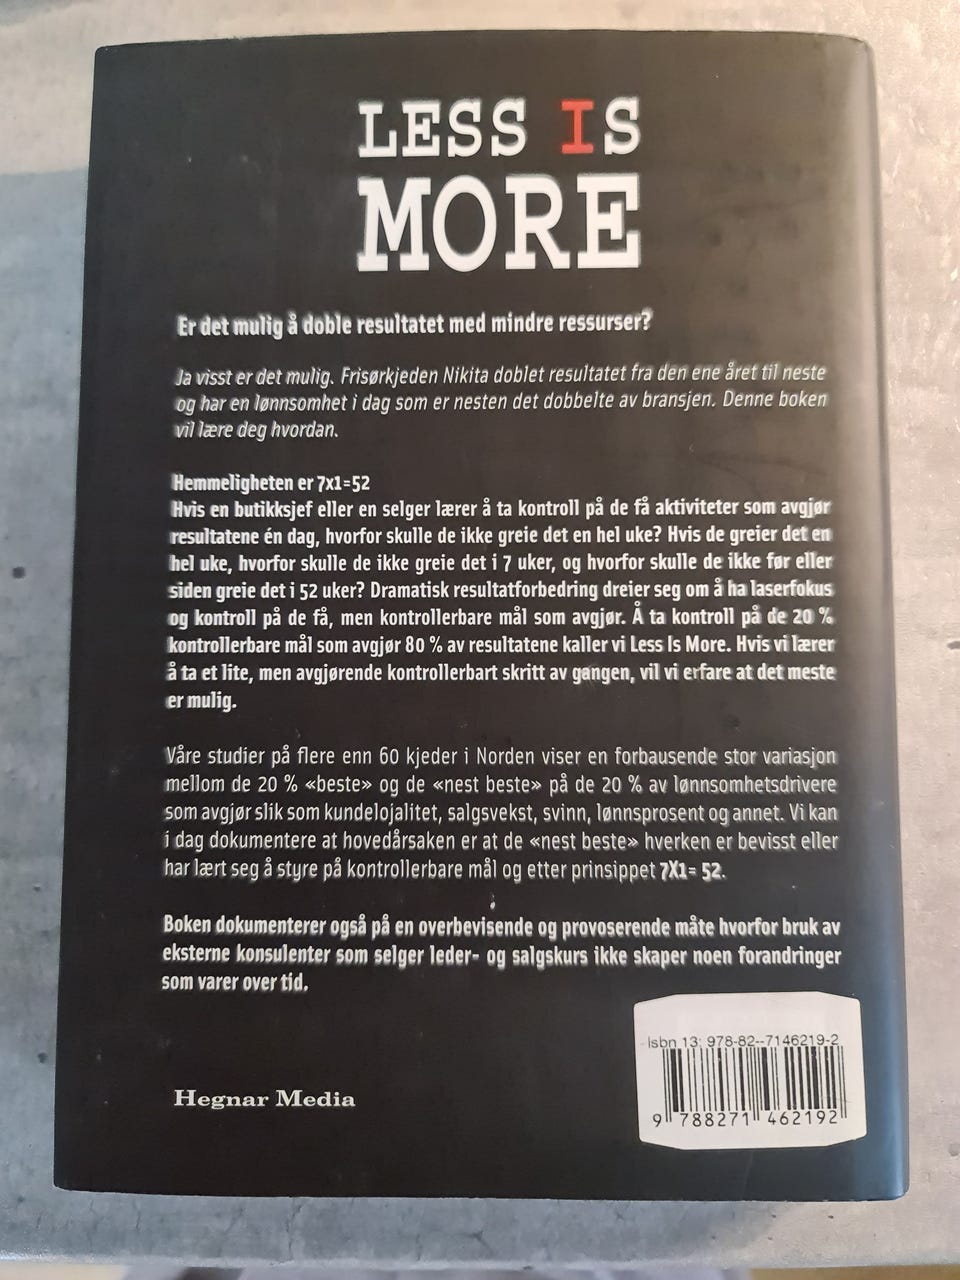 LESS IS
MORE
Er det mulig å doble resultatet med mindre ressurser?
Ja visst er det mulig. Frisørkjeden Nikita doblet resultatet fra den ene året til neste
og har en lønnsomhet i dag som er nesten det dobbelte av bransjen. Denne boken
vil lære deg hvordan.
Hemmeligheten er 7x1=52
Hvis en butikksjef eller en selger lærer å ta kontroll på de få aktiviteter som avgjør
resultatene én dag, hvorfor skulle de ikke greie det en hel uke? Hvis de greier det en
hel uke, hvorfor skulle de ikke greie det i 7 uker, og hvorfor skulle de ikke før eller
siden greie det i 52 uker? Dramatisk resultatforbedring dreier seg om å ha laserfokus
og kontroll på de få, men kontrollerbare mål som avgjør. Å ta kontroll på de 20 %
kontrollerbare mål som avgjør 80 % av resultatene kaller vi Less Is More. Hvis vi lærer
å ta et lite, men avgjørende kontrollerbart skritt av gangen, vil vi erfare at det meste
er mulig.
Våre studier på flere enn 60 kjeder i Norden viser en forbausende stor variasjon
mellom de 20 % «beste» og de «nest beste» på de 20 % av lønnsomhetsdrivere
som avgjør slik som kundelojalitet, salgsvekst, svinn, lønnsprosent og annet. Vi kan
i dag dokumentere at hovedårsaken er at de «nest beste» hverken er bevisst eller
har lært seg å styre på kontrollerbare mål og etter prinsippet 7X1= 52.
Boken dokumenterer også på en overbevisende og provoserende måte hvorfor bruk av
eksterne konsulenter som selger leder- og salgskurs ikke skaper noen forandringer
som varer over tid.
Isbn 13: 978-82--7146219-2
9 788271 462192
Hegnar Media